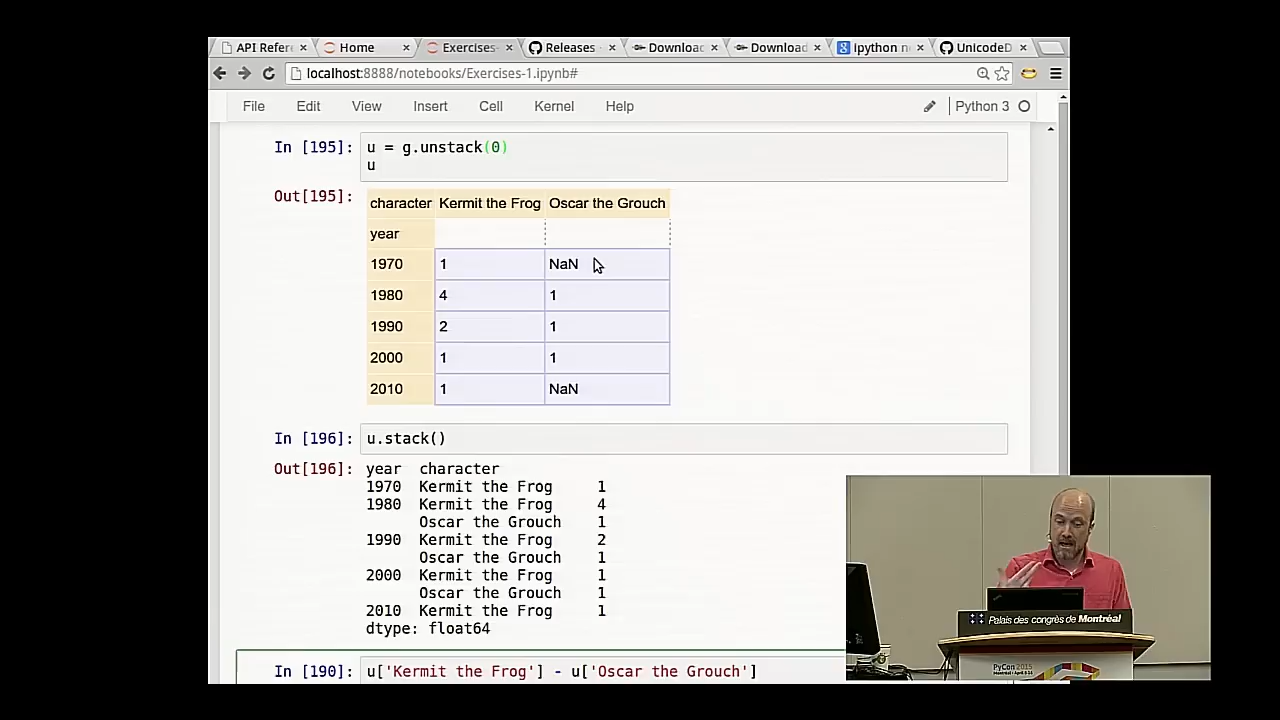 API Refer
Home
Exercises-
Releases
Download
Download
ipython n
UnicodeD
localhost:8888/notebooks/Exercises-1.ipynb#
File Edit View Insert Cell Kernel Help Python 3
In [195]: u = g.unstack(0)
u
Out[195]:
character Kermit the Frog Oscar the Grouch
year
1970 1 NaN
1980 4 1
1990 2 1
2000 1 1
2010 1 NaN
In [196]: u.stack()
Out[196]: year character
1970 Kermit the Frog 1
1980 Kermit the Frog 4
Oscar the Grouch 1
1990 Kermit the Frog 2
Oscar the Grouch 1
2000 Kermit the Frog 1
Oscar the Grouch 1
2010 Kermit the Frog 1
dtype: float64
In [190]: u['Kermit the Frog'] - u['Oscar the Grouch']
Palais des congrès de Montréal
PyCon 2015